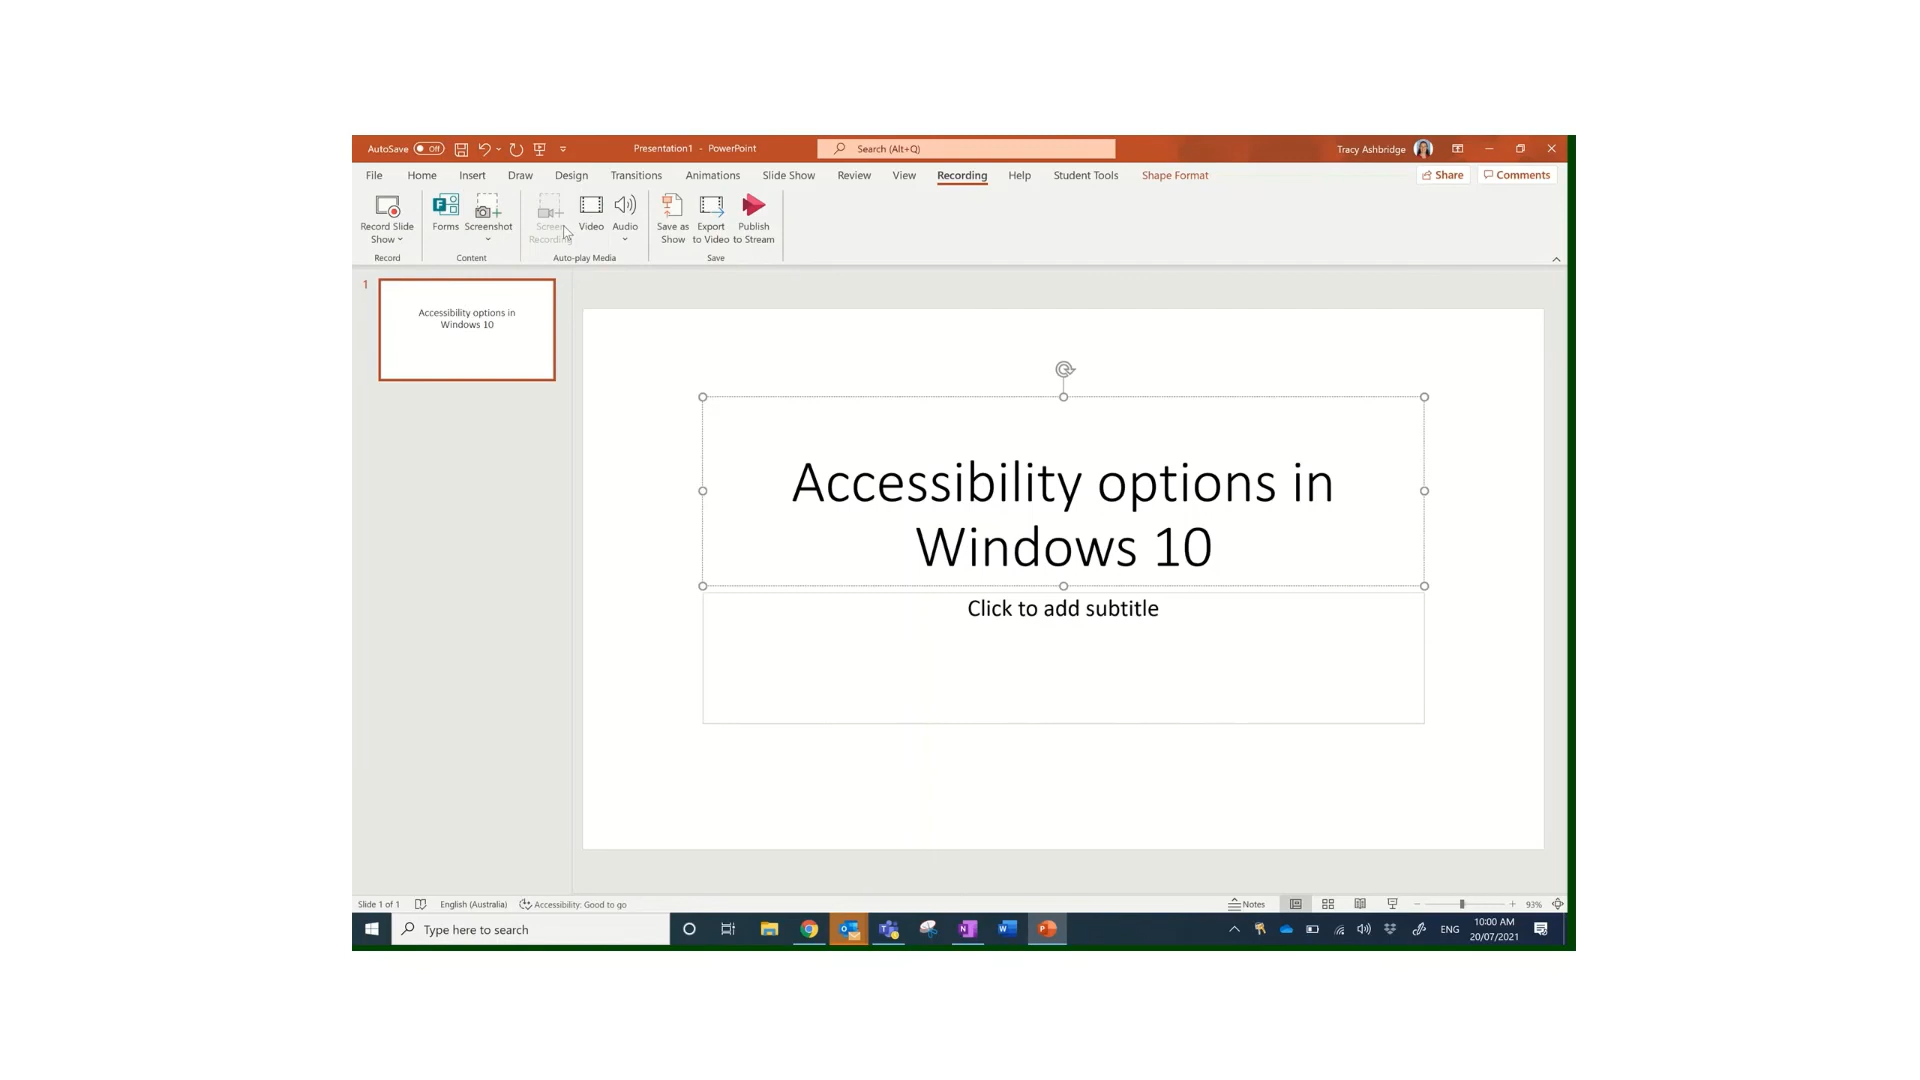 AutoSave Off Presentation1 - PowerPoint Search (Alt+Q) Tracy Ashbridge
File Home Insert Draw Design Transitions Animations Slide Show Review View Recording Help Student Tools Shape Format Share Comments
Record Slide Forms Screenshot Screen Video Audio Save as Export Publish
Show Recording Show to Video to Stream
Record Content Auto-play Media Save
1
Accessibility options in
Windows 10
Accessibility options in
Windows 10
Click to add subtitle
Slide 1 of 1 English (Australia) Accessibility: Good to go Notes 93%
Type here to search ENG 10:00 AM
20/07/2021